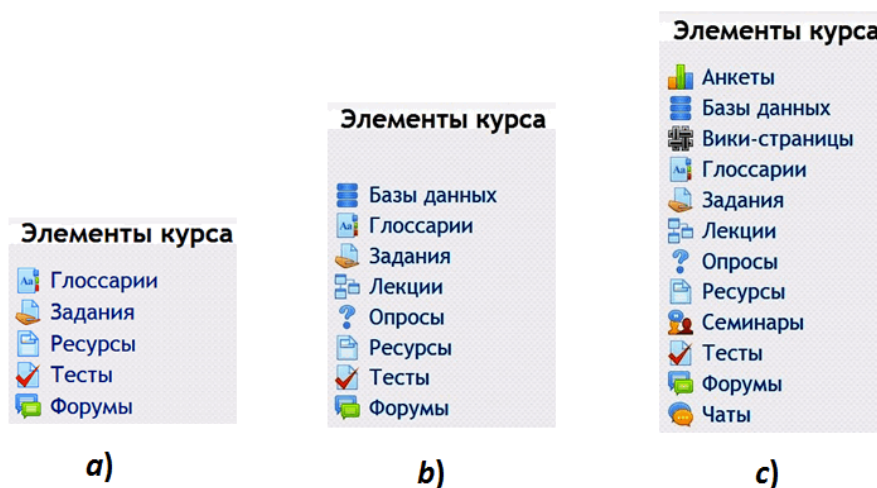 Элементы курса
Глоссарии
Задания
Ресурсы
Тесты
Форумы
a)
Элементы курса
Базы данных
Глоссарии
Задания
Лекции
Опросы
Ресурсы
Тесты
Форумы
b)
Элементы курса
Анкеты
Базы данных
Вики-страницы
Глоссарии
Задания
Лекции
Опросы
Ресурсы
Семинары
Тесты
Форумы
Чаты
c)